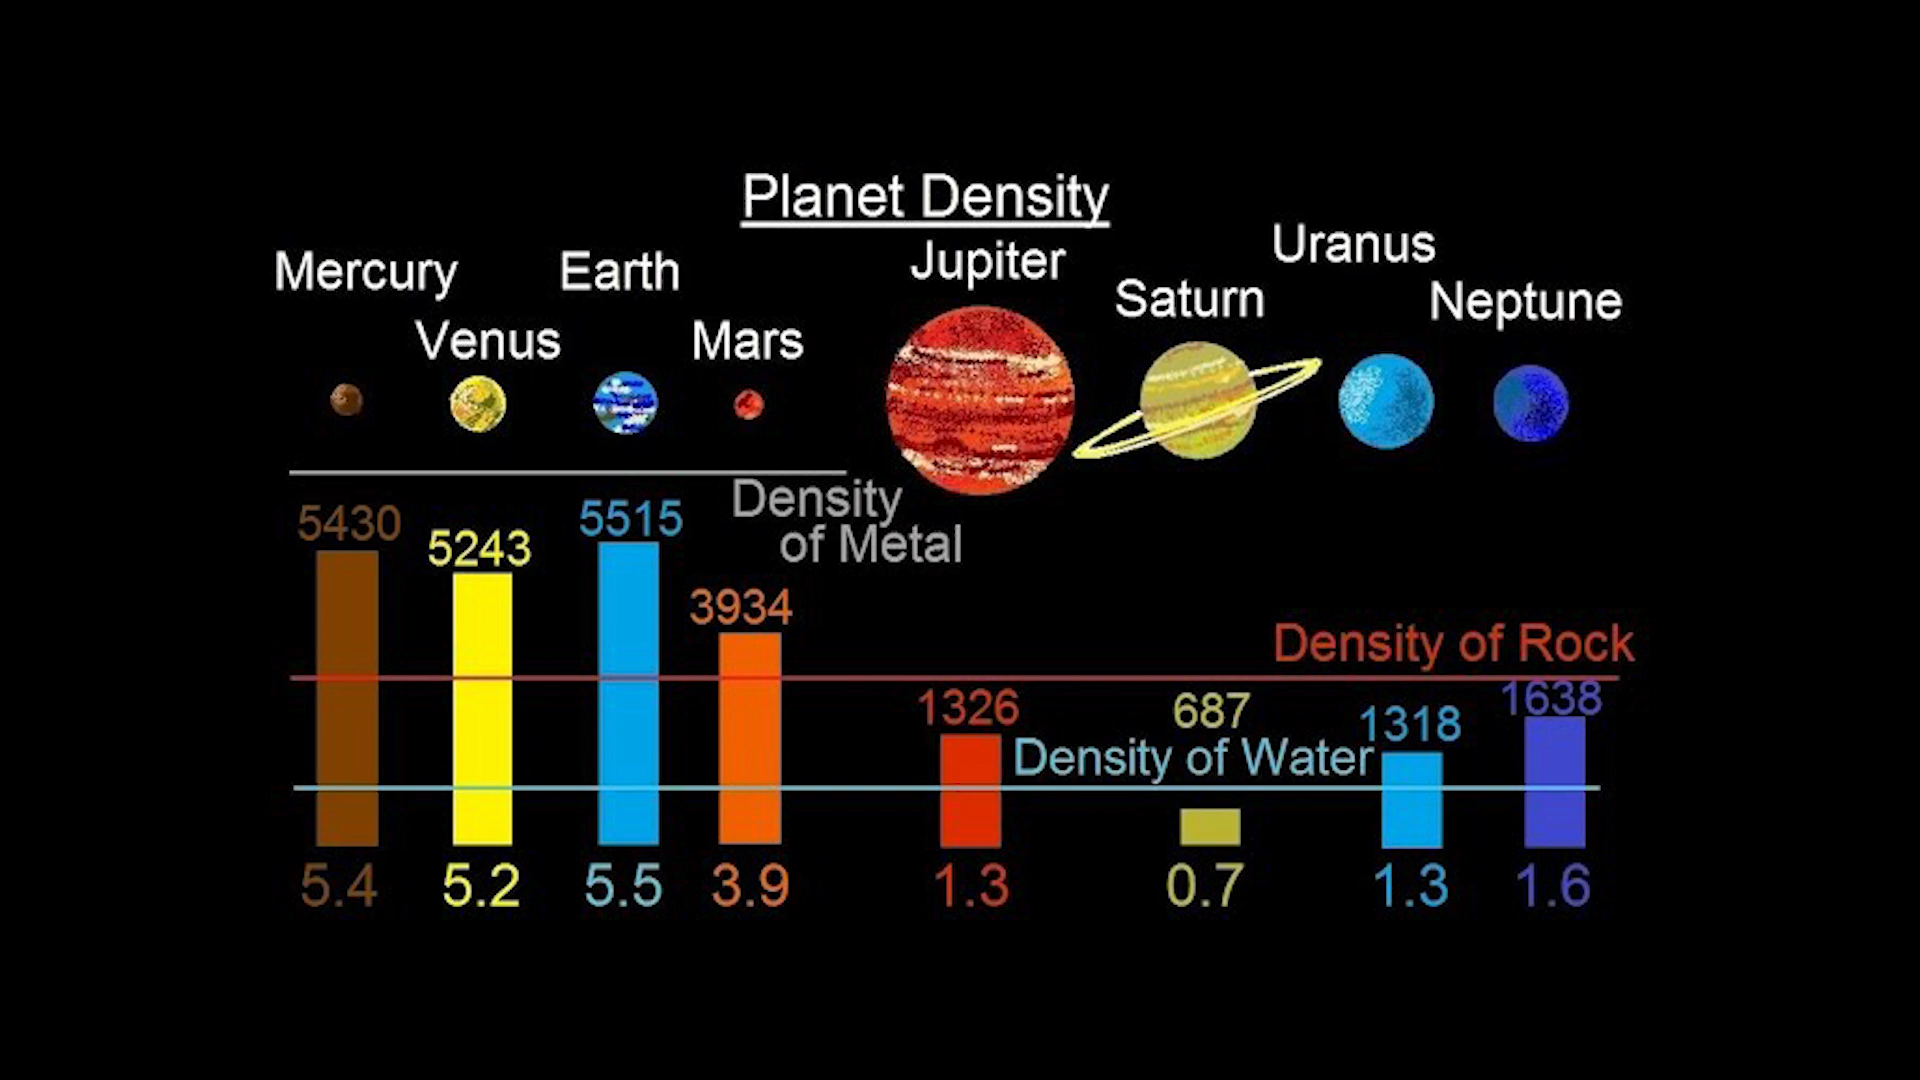 Planet Density
Mercury
Venus
Earth
Mars
Jupiter
Saturn
Uranus
Neptune
Density
of Metal
5430
5243
5515
3934
Density of Rock
1326
687
1318
1638
Density of Water
5.4
5.2
5.5
3.9
1.3
0.7
1.3
1.6